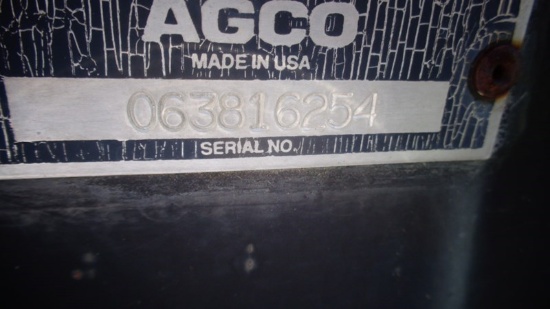 AGCO
MADE IN USA
063816254
SERIAL NO.